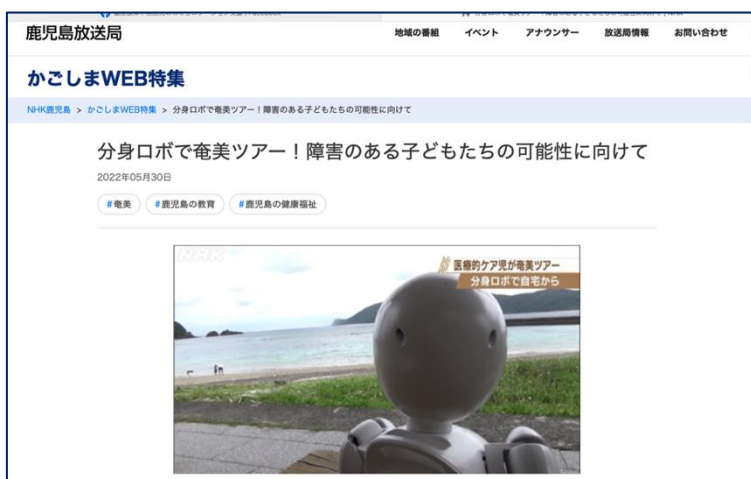 鹿児島放送局
地域の番組 イベント アナウンサー 放送局情報 お問い合わせ
かごしまWEB特集
NHK鹿児島 > かごしまWEB特集 > 分身ロボで奄美ツアー！障害のある子どもたちの可能性に向けて
分身ロボで奄美ツアー！障害のある子どもたちの可能性に向けて
2022年05月30日
#奄美 #鹿児島の教育 #鹿児島の健康福祉
NHK
医療的ケア児が奄美ツアー
分身ロボで自宅から